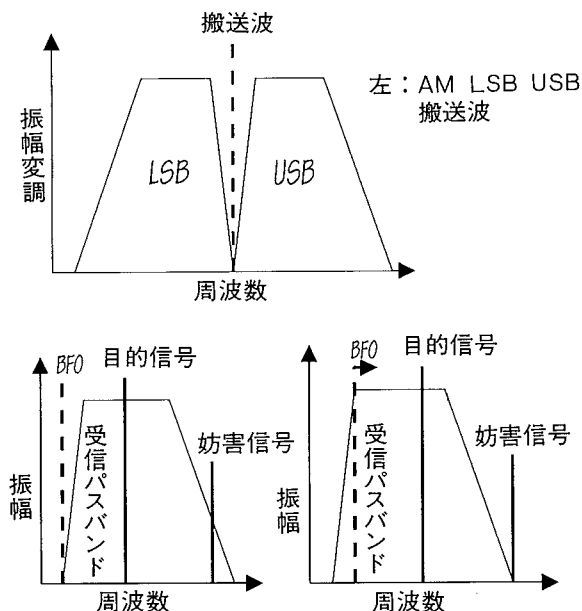 搬送波
左：AM LSB USB
搬送波
振幅変調
LSB
USB
周波数
BFO
目的信号
妨害信号
受信パスバンド
振幅
周波数
BFO
目的信号
妨害信号
受信パスバンド
振幅
周波数